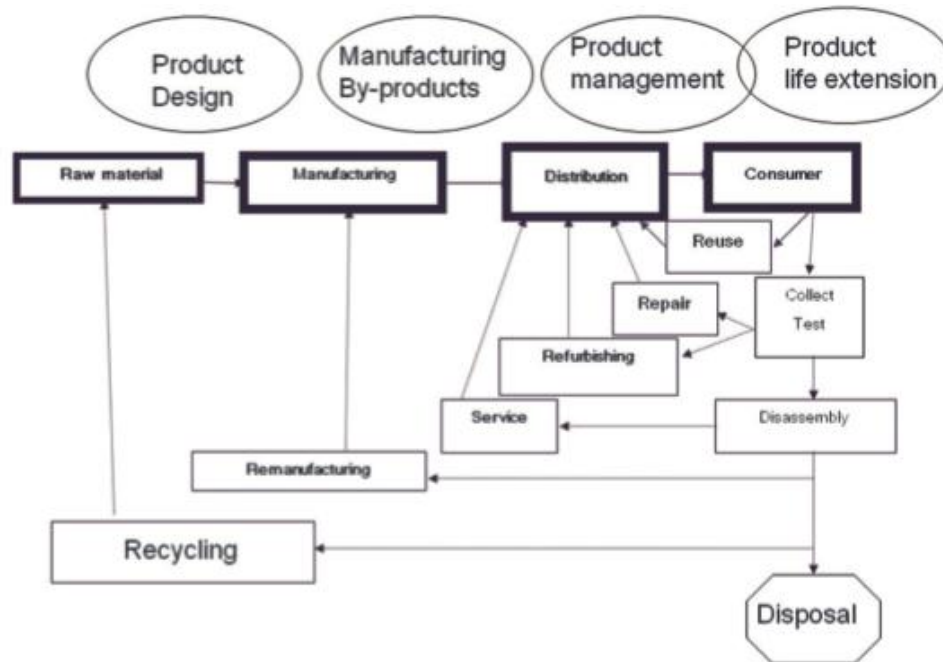 Product
Design
Manufacturing
By-products
Product
management
Product
life extension
Raw material
Manufacturing
Distribution
Consumer
Reuse
Collect
Test
Repair
Refurbishing
Service
Disassembly
Remanufacturing
Recycling
Disposal